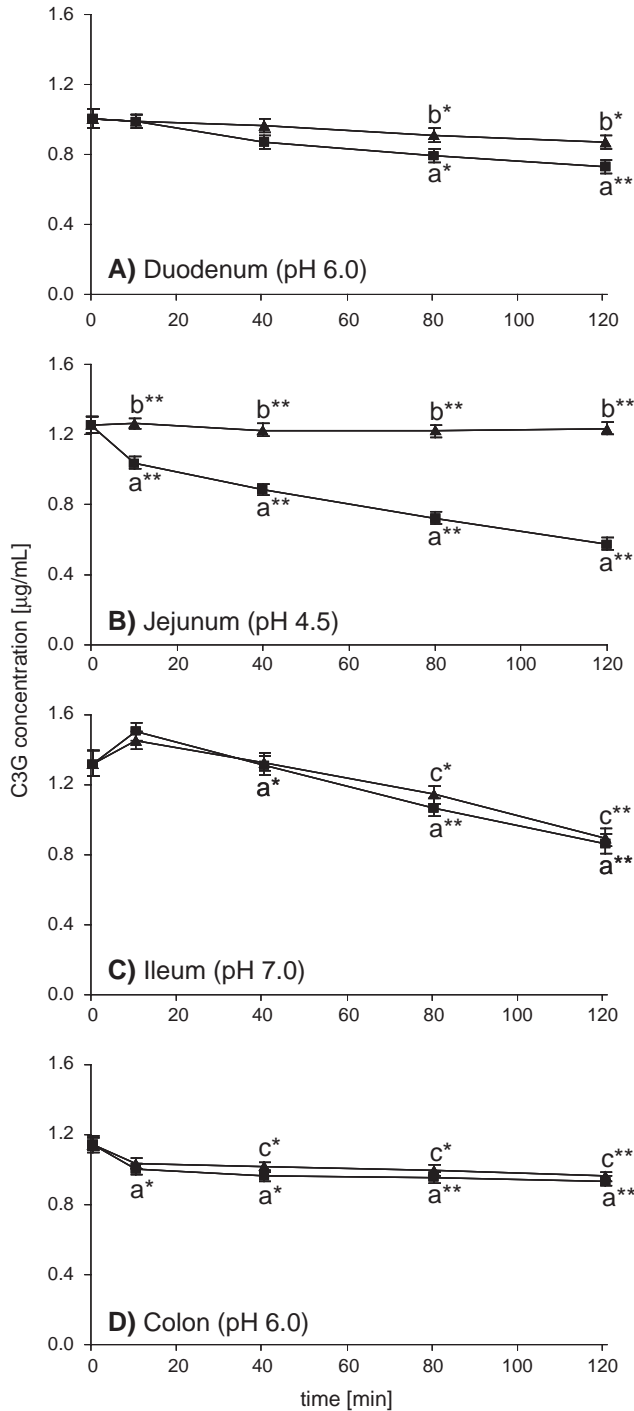 1.6
1.2
b*
b*
0.8
a*
a**
0.4
A) Duodenum (pH 6.0)
0.0
0 20 40 60 80 100 120
1.6
b** b** b** b**
1.2
a**
a**
0.8
a**
a**
0.4
B) Jejunum (pH 4.5)
0.0
0 20 40 60 80 100 120
C3G concentration [µg/mL]
1.6
c*
1.2
a*
c**
a**
0.8
a**
0.4
C) Ileum (pH 7.0)
0.0
0 20 40 60 80 100 120
1.6
1.2
c* c* c**
a* a* a** a**
0.8
0.4
D) Colon (pH 6.0)
0.0
0 20 40 60 80 100 120
time [min]